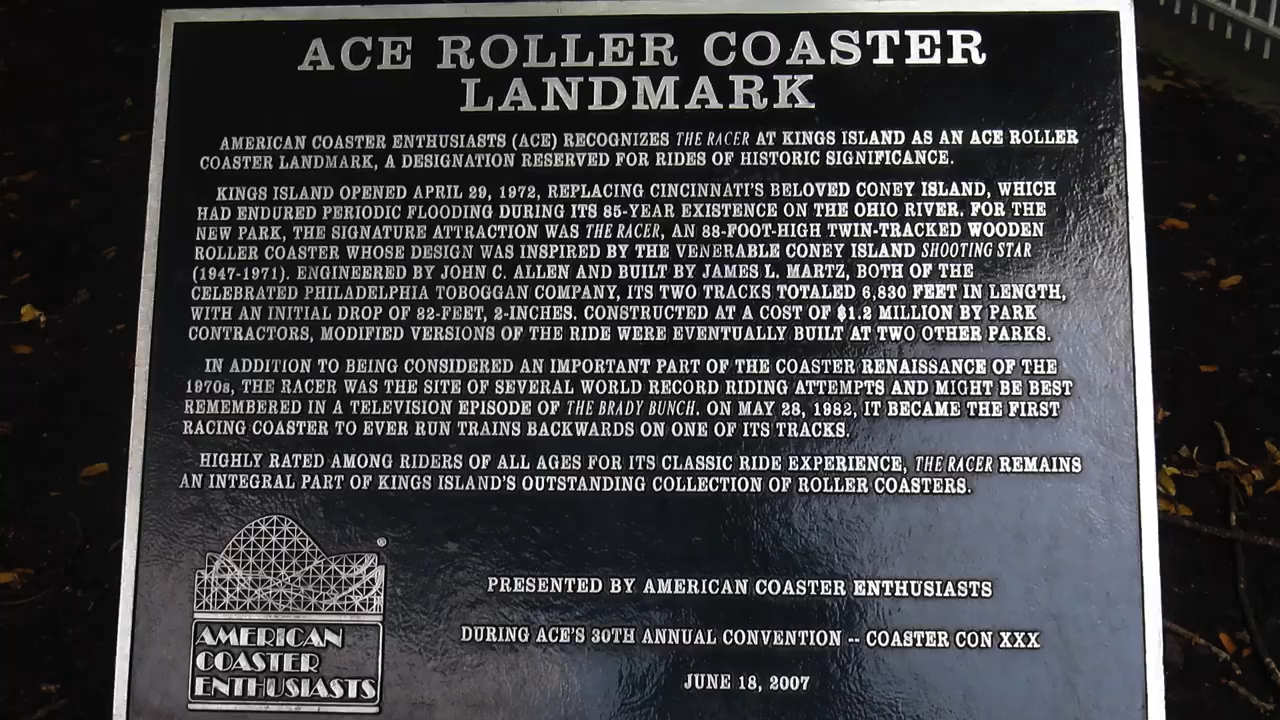 ACE ROLLER COASTER
LANDMARK
AMERICAN COASTER ENTHUSIASTS (ACE) RECOGNIZES THE RACER AT KINGS ISLAND AS AN ACE ROLLER
COASTER LANDMARK, A DESIGNATION RESERVED FOR RIDES OF HISTORIC SIGNIFICANCE.
KINGS ISLAND OPENED APRIL 29, 1972, REPLACING CINCINNATI'S BELOVED CONEY ISLAND, WHICH
HAD ENDURED PERIODIC FLOODING DURING ITS 85-YEAR EXISTENCE ON THE OHIO RIVER. FOR THE
NEW PARK, THE SIGNATURE ATTRACTION WAS THE RACER, AN 88-FOOT-HIGH TWIN-TRACKED WOODEN
ROLLER COASTER WHOSE DESIGN WAS INSPIRED BY THE VENERABLE CONEY ISLAND SHOOTING STAR
(1947-1971). ENGINEERED BY JOHN C. ALLEN AND BUILT BY JAMES L. MARTZ, BOTH OF THE
CELEBRATED PHILADELPHIA TOBOGGAN COMPANY, ITS TWO TRACKS TOTALED 6,830 FEET IN LENGTH,
WITH AN INITIAL DROP OF 82-FEET, 2-INCHES. CONSTRUCTED AT A COST OF $1.2 MILLION BY PARK
CONTRACTORS, MODIFIED VERSIONS OF THE RIDE WERE EVENTUALLY BUILT AT TWO OTHER PARKS.
IN ADDITION TO BEING CONSIDERED AN IMPORTANT PART OF THE COASTER RENAISSANCE OF THE
1970s, THE RACER WAS THE SITE OF SEVERAL WORLD RECORD RIDING ATTEMPTS AND MIGHT BE BEST
REMEMBERED IN A TELEVISION EPISODE OF THE BRADY BUNCH. ON MAY 28, 1982, IT BECAME THE FIRST
RACING COASTER TO EVER RUN TRAINS BACKWARDS ON ONE OF ITS TRACKS.
HIGHLY RATED AMONG RIDERS OF ALL AGES FOR ITS CLASSIC RIDE EXPERIENCE, THE RACER REMAINS
AN INTEGRAL PART OF KINGS ISLAND'S OUTSTANDING COLLECTION OF ROLLER COASTERS.
®
AMERICAN
COASTER
ENTHUSIASTS
PRESENTED BY AMERICAN COASTER ENTHUSIASTS
DURING ACE'S 30TH ANNUAL CONVENTION -- COASTER CON XXX
JUNE 18, 2007